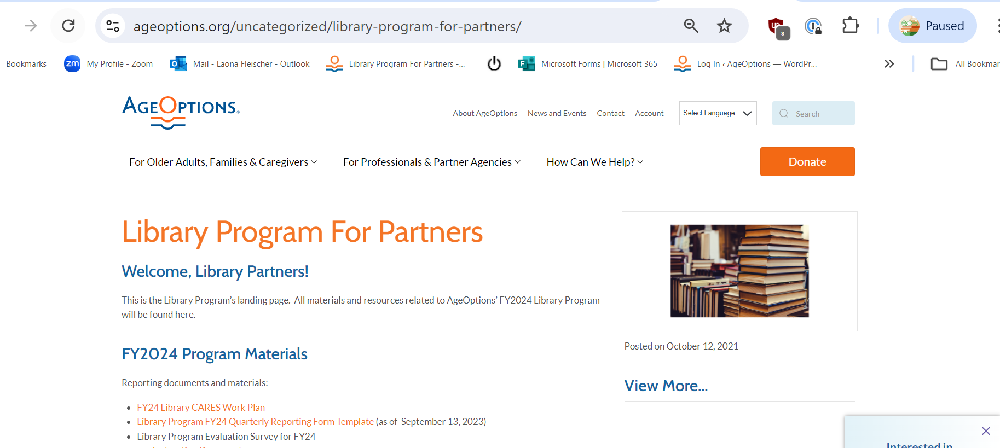 ageoptions.org/uncategorized/library-program-for-partners/
8
Paused
Bookmarks
zm
My Profile - Zoom
Mail - Laona Fleischer - Outlook
Library Program For Partners -...
Microsoft Forms | Microsoft 365
Log In ‹ AgeOptions — WordPr...
All Bookmar
AGEOPTIONS®
About AgeOptions
News and Events
Contact
Account
Select Language
Search
For Older Adults, Families & Caregivers
For Professionals & Partner Agencies
How Can We Help?
Donate
Library Program For Partners
Welcome, Library Partners!
This is the Library Program’s landing page.  All materials and resources related to AgeOptions’ FY2024 Library Program
will be found here.
FY2024 Program Materials
Reporting documents and materials:
• FY24 Library CARES Work Plan
• Library Program FY24 Quarterly Reporting Form Template (as of  September 13, 2023)
• Library Program Evaluation Survey for FY24
Posted on October 12, 2021
View More...
Interested in